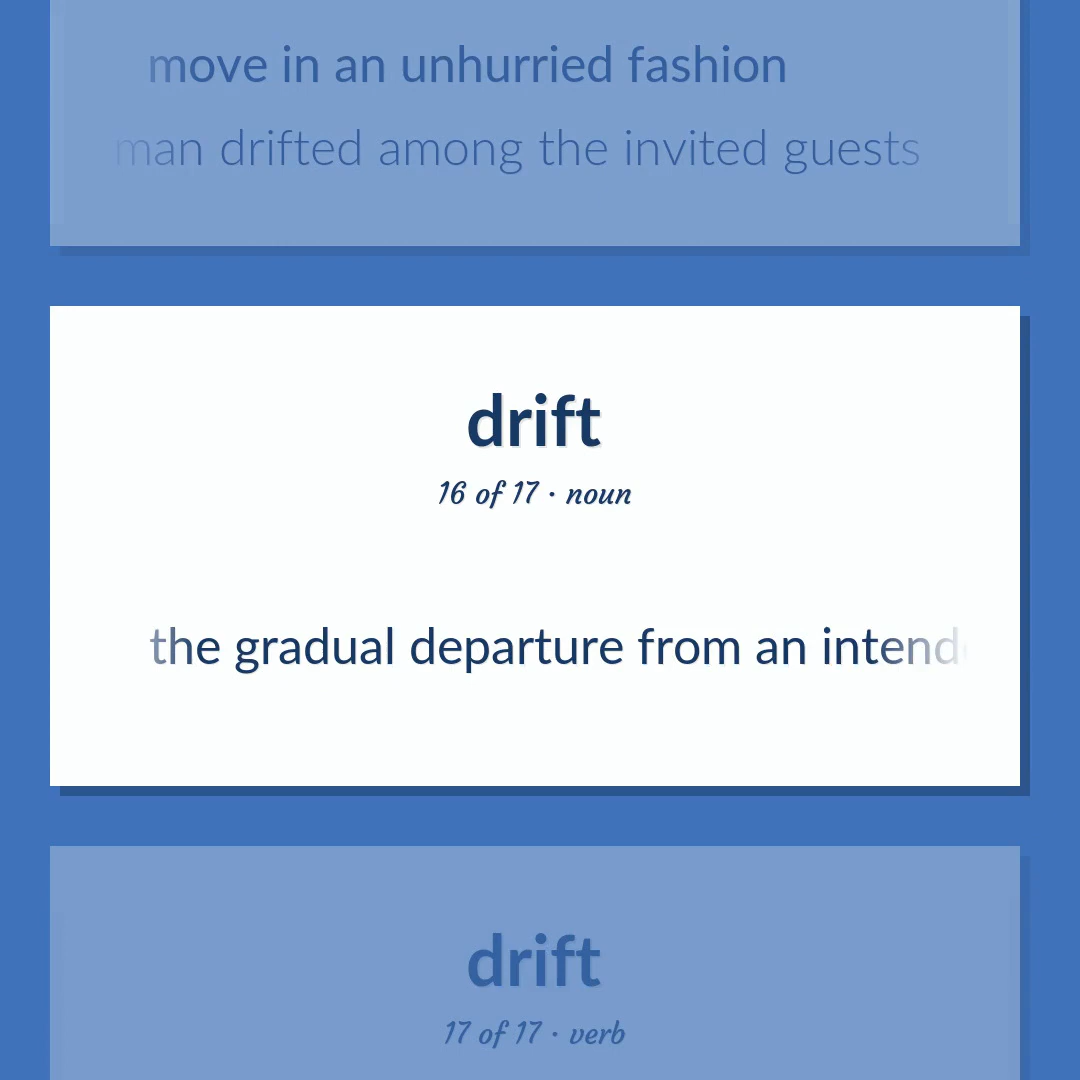 move in an unhurried fashion
man drifted among the invited guests
drift
16 of 17 · noun
the gradual departure from an
drift
17 of 17 · verb